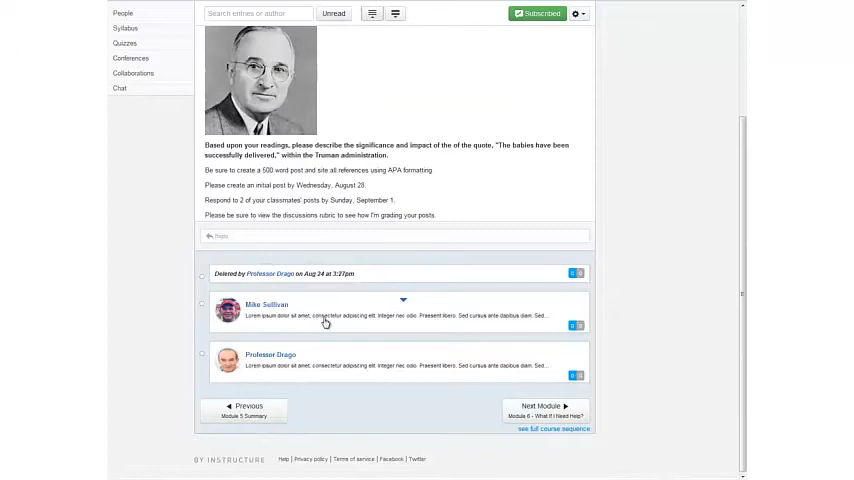 People
Syllabus
Quizzes
Conferences
Collaborations
Chat
Search entries or author
Unread
Subscribed
Based upon your readings, please describe the significance and impact of the of the quote, "The babies have been
successfully delivered," within the Truman administration.
Be sure to create a 500 word post and site all references using APA formatting
Please create an initial post by Wednesday, August 28.
Respond to 2 of your classmates' posts by Sunday, September 1.
Please be sure to view the discussions rubric to see how I'm grading your posts.
Reply
Deleted by Professor Drago on Aug 24 at 3:27pm
0 0
Mike Sullivan
Lorem ipsum dolor sit amet, consectetur adipiscing elit. Integer nec odio. Praesent libero. Sed cursus ante dapibus diam. Sed...
0 0
Professor Drago
Lorem ipsum dolor sit amet, consectetur adipiscing elit. Integer nec odio. Praesent libero. Sed cursus ante dapibus diam. Sed...
0 0
Previous
Module 5 Summary
Next Module
Module 6 - What If I Need Help?
see full course sequence
BY INSTRUCTURE
Help | Privacy policy | Terms of service | Facebook | Twitter